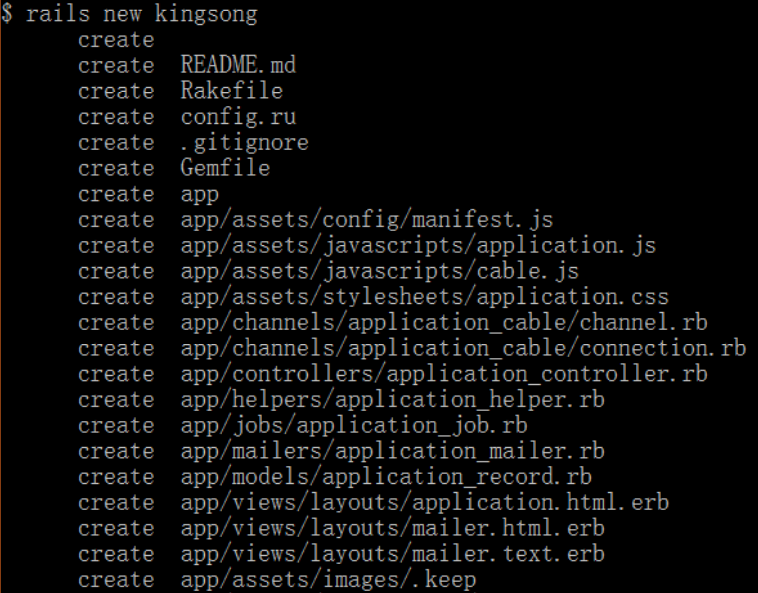 $ rails new kingsong
create
create README.md
create Rakefile
create config.ru
create .gitignore
create Gemfile
create app
create app/assets/config/manifest.js
create app/assets/javascripts/application.js
create app/assets/javascripts/cable.js
create app/assets/stylesheets/application.css
create app/channels/application_cable/channel.rb
create app/channels/application_cable/connection.rb
create app/controllers/application_controller.rb
create app/helpers/application_helper.rb
create app/jobs/application_job.rb
create app/mailers/application_mailer.rb
create app/models/application_record.rb
create app/views/layouts/application.html.erb
create app/views/layouts/mailer.html.erb
create app/views/layouts/mailer.text.erb
create app/assets/images/.keep